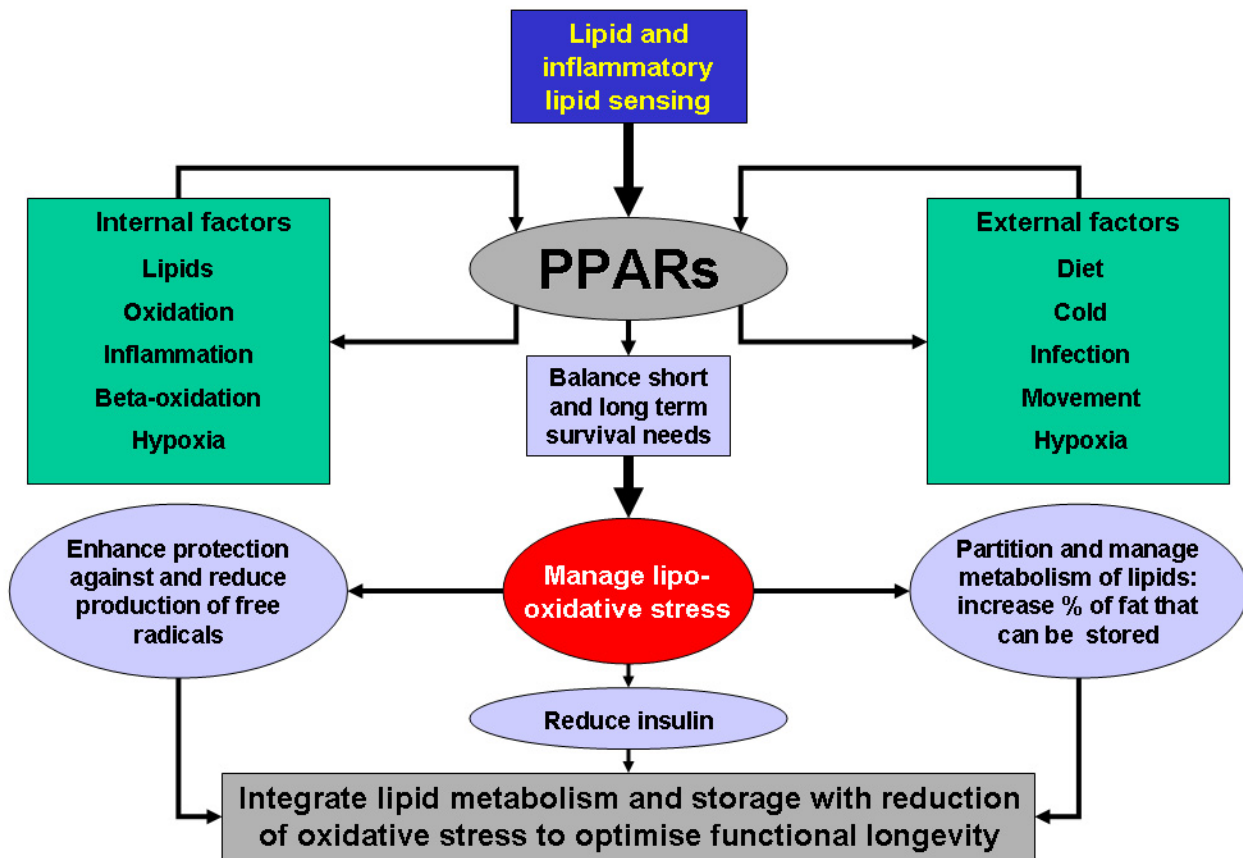 Lipid and
inflammatory
lipid sensing
Internal factors
Lipids
Oxidation
Inflammation
Beta-oxidation
Hypoxia
PPARs
External factors
Diet
Cold
Infection
Movement
Hypoxia
Balance short
and long term
survival needs
Enhance protection
against and reduce
production of free
radicals
Manage lipo-
oxidative stress
Partition and manage
metabolism of lipids:
increase % of fat that
can be stored
Reduce insulin
Integrate lipid metabolism and storage with reduction
of oxidative stress to optimise functional longevity